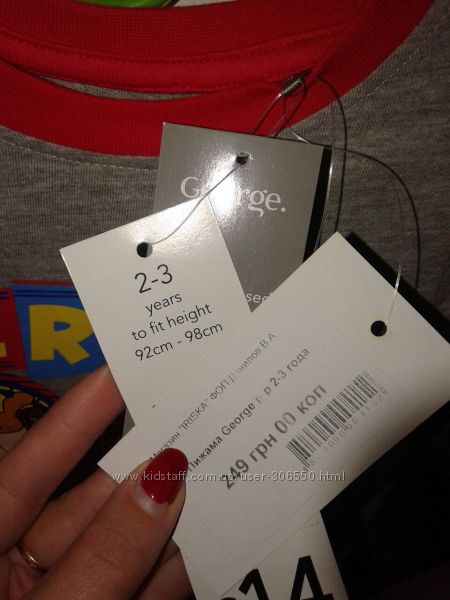 George.
2-3
years
to fit height
92cm - 98cm
Магазин "IRISKA" ФОП
В.А
Пижама George р 2-3 года
249 грн 00 коп
www.kidstaff.com.ua/user-306550.html